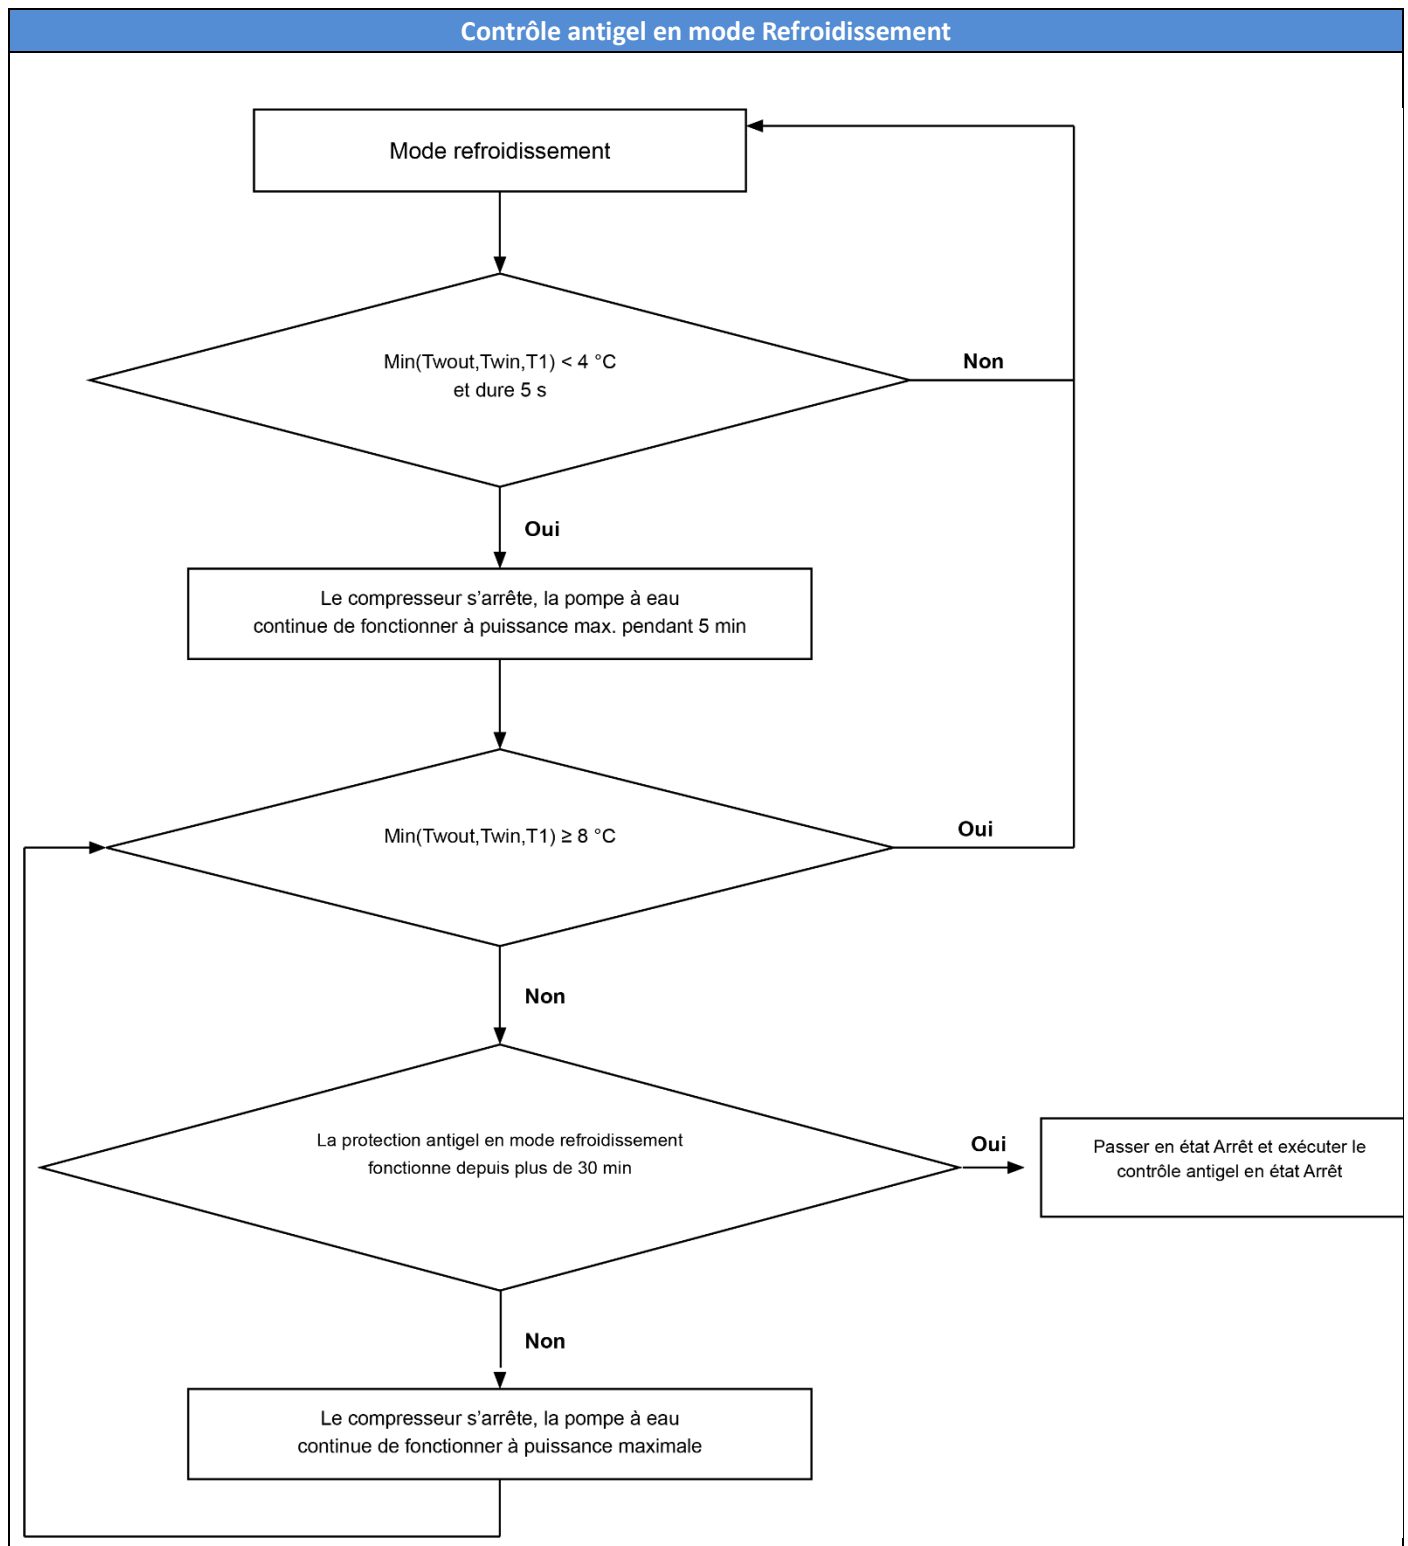 Contrôle antigel en mode Refroidissement
Mode refroidissement
Min(Twout,Twin,T1) < 4 °C
et dure 5 s
Non
Oui
Le compresseur s’arrête, la pompe à eau
continue de fonctionner à puissance max. pendant 5 min
Min(Twout,Twin,T1) ≥ 8 °C
Oui
Non
La protection antigel en mode refroidissement
fonctionne depuis plus de 30 min
Oui
Passer en état Arrêt et exécuter le
contrôle antigel en état Arrêt
Non
Le compresseur s’arrête, la pompe à eau
continue de fonctionner à puissance maximale